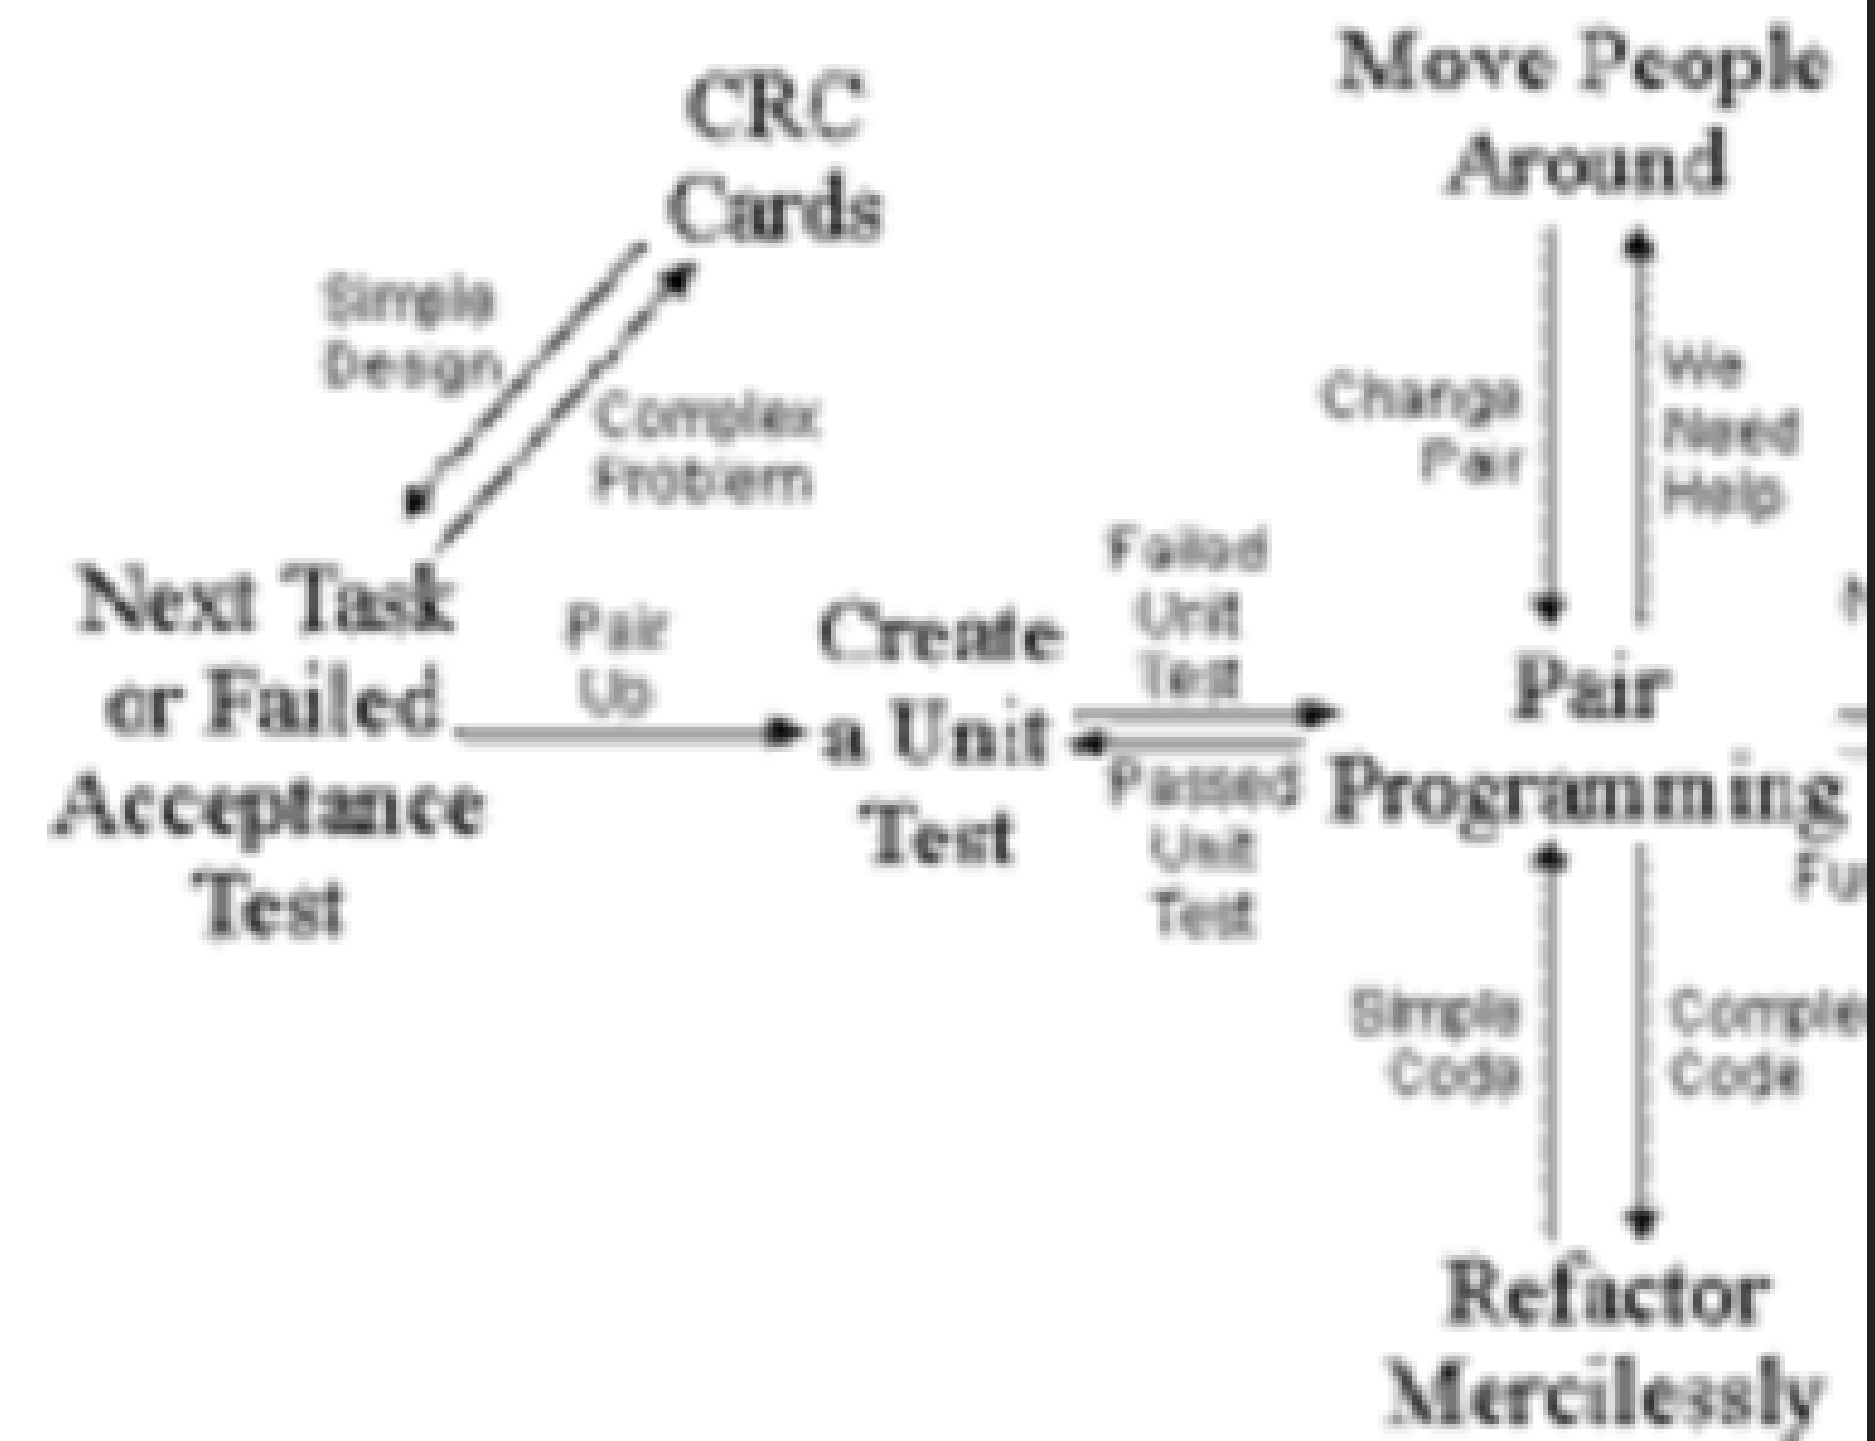 CRC
Cards
Move People
Around
Simple
Design
Complex
Problem
Change
Pair
We
Need
Help
Next Task
or Failed
Acceptance
Test
Pair
Up
Create
a Unit
Test
Failed
Unit
Test
Passed
Unit
Test
Pair
Programming
Simple
Code
Code
Refactor
Mercilessly